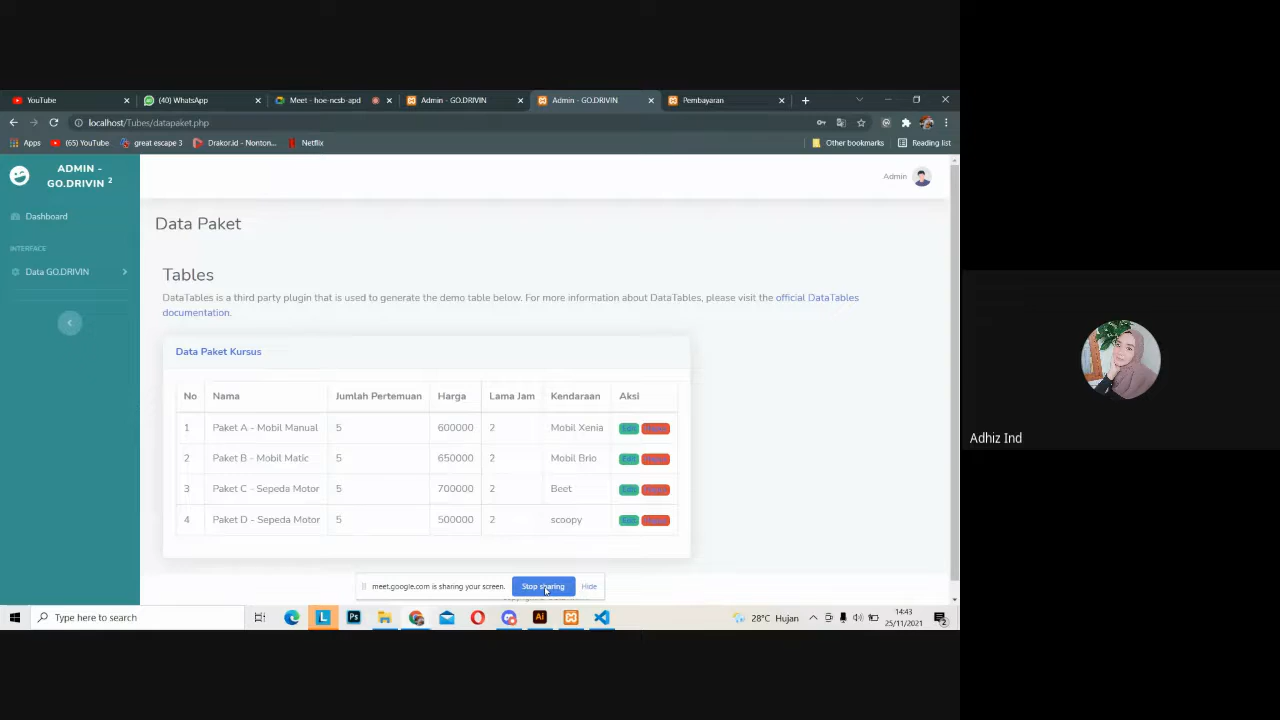 YouTube
(40) WhatsApp
Meet - hoe-ncsb-apd
Admin - GO.DRIVIN
Admin - GO.DRIVIN
Pembayaran
localhost/Tubes/datapaket.php
Apps
(65) YouTube
great escape 3
Drakor.id - Nonton...
Netflix
Other bookmarks
Reading list
ADMIN -
GO.DRIVIN 2
Admin
Dashboard
INTERFACE
Data GO.DRIVIN
Data Paket
Tables
DataTables is a third party plugin that is used to generate the demo table below. For more information about DataTables, please visit the official DataTables
documentation.
Data Paket Kursus
No Nama Jumlah Pertemuan Harga Lama Jam Kendaraan Aksi
1 Paket A - Mobil Manual 5 600000 2 Mobil Xenia
2 Paket B - Mobil Matic 5 650000 2 Mobil Brio
3 Paket C - Sepeda Motor 5 700000 2 Beet
4 Paket D - Sepeda Motor 5 500000 2 scoopy
meet.google.com is sharing your screen.
Stop sharing
Hide
Type here to search
28°C Hujan
14:43
25/11/2021
Adhiz Ind